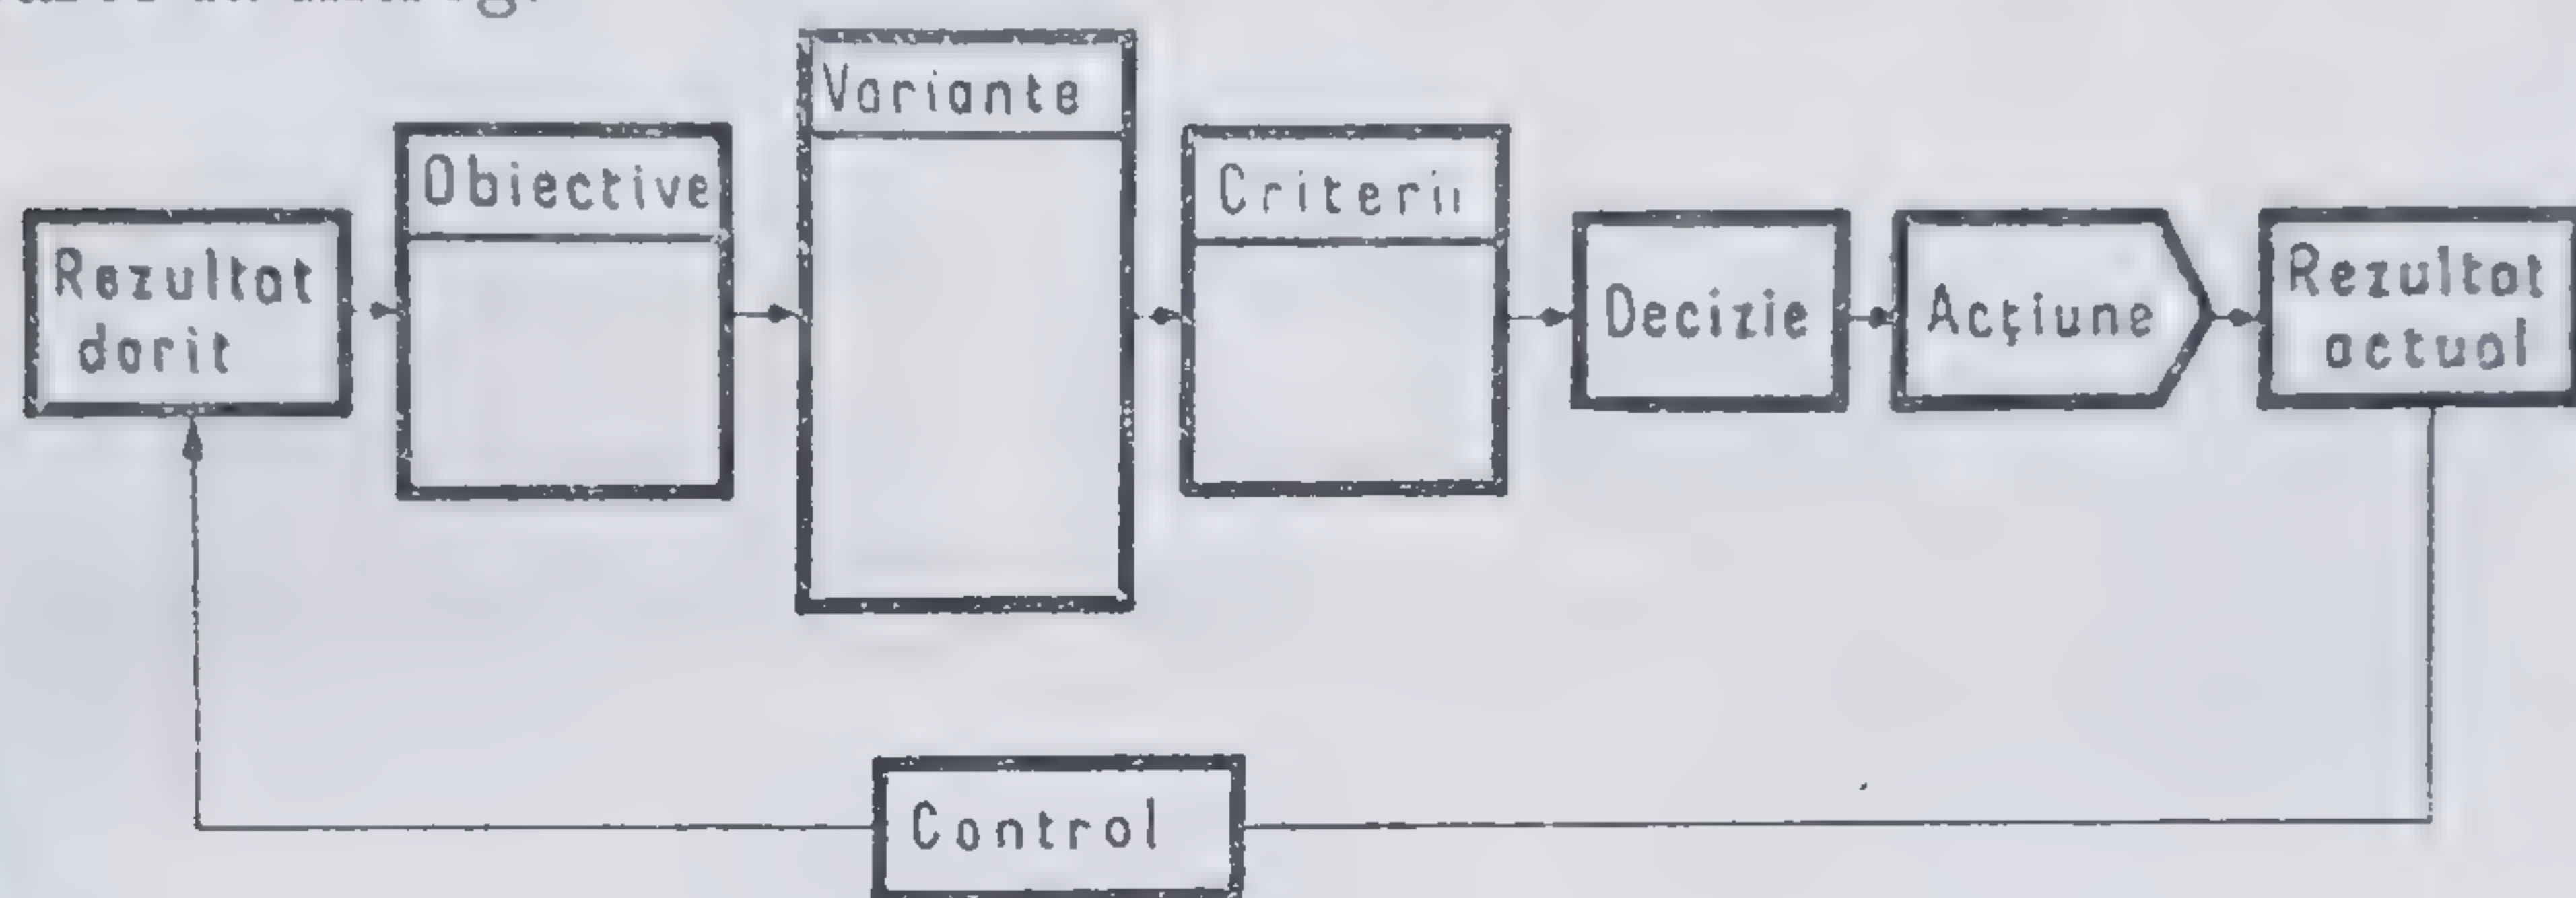 Variante
Obiective
Criterii
Rezultat
dorit
Decizie
Acţiune
Rezultat
actual
Control